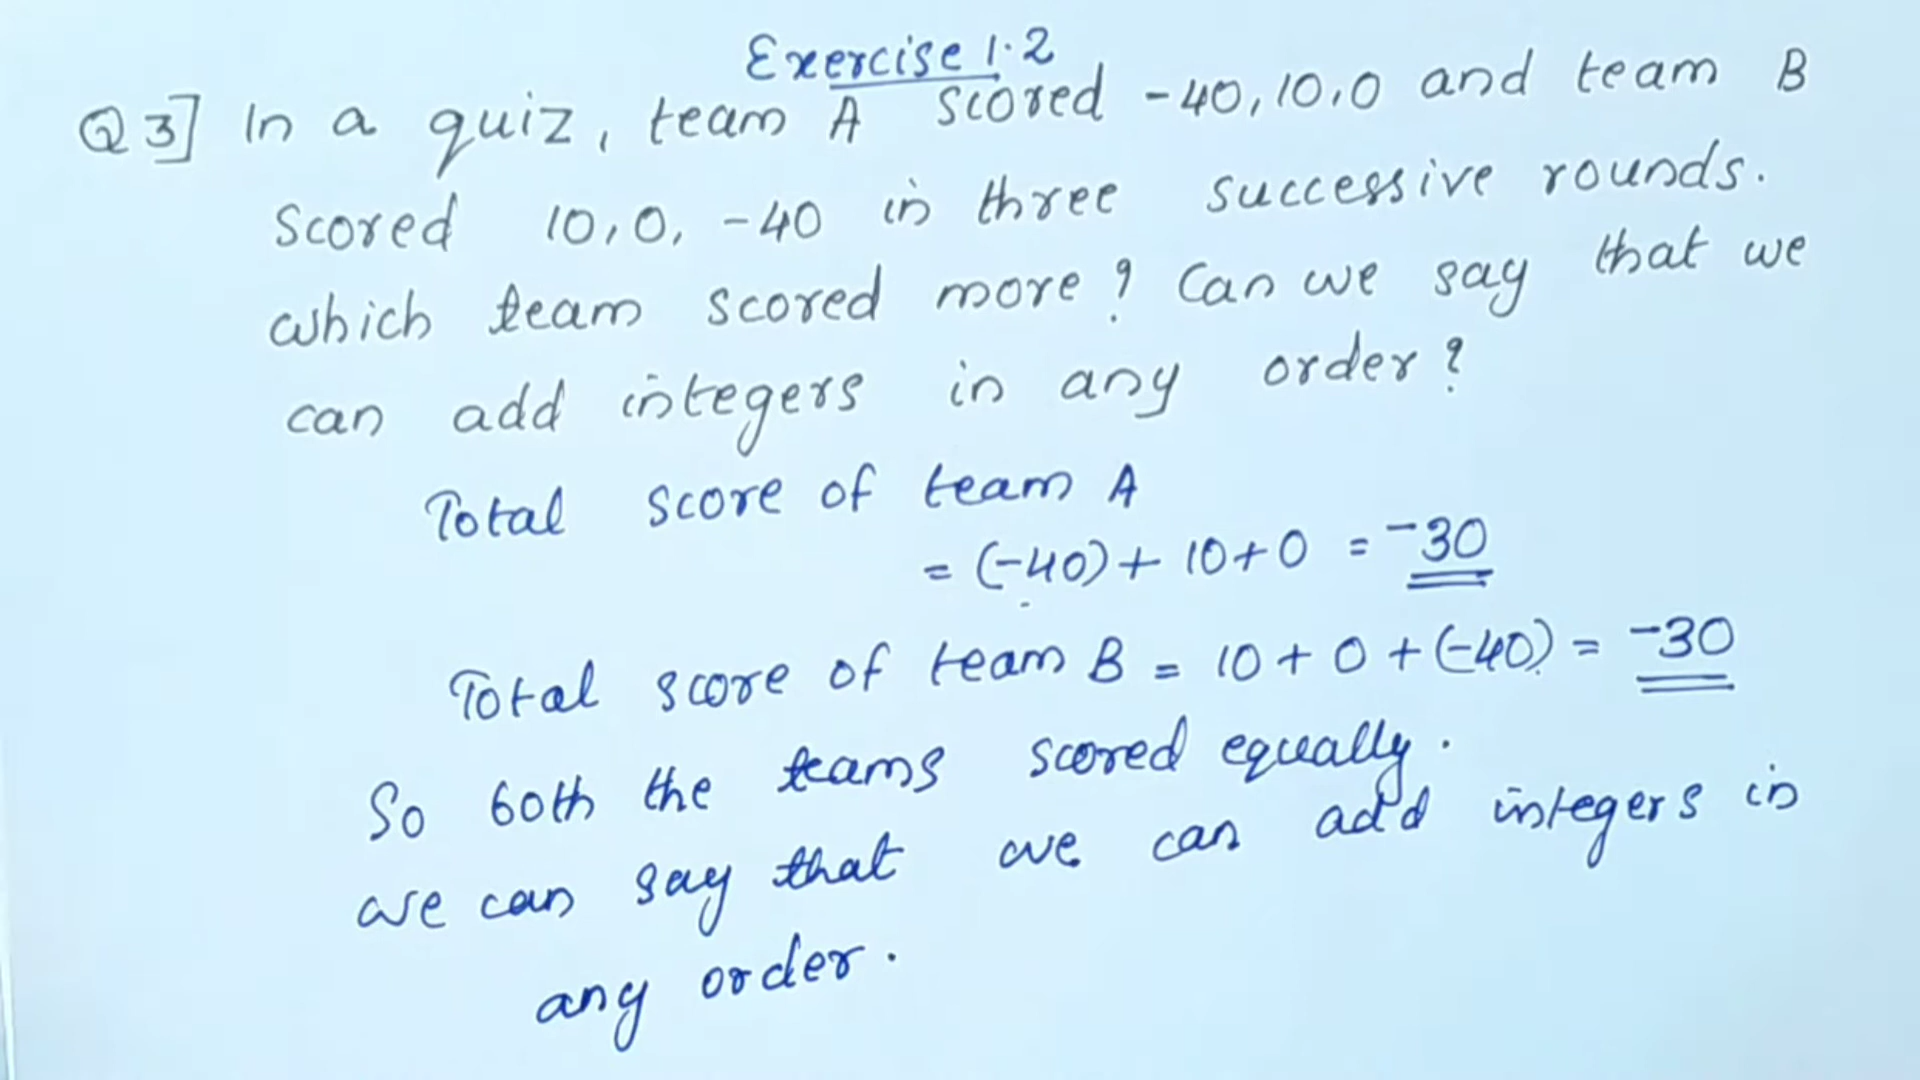 Exercise 1.2
Q3] In a quiz, team A scored -40, 10, 0 and team B
scored 10, 0, -40 in three successive rounds.
which team scored more? Can we say that we
can add integers in any order?
Total score of team A
= (-40) + 10 + 0 = -30
Total score of team B = 10 + 0 + (-40) = -30
So both the teams scored equally.
we can say that we can add integers in
any order.